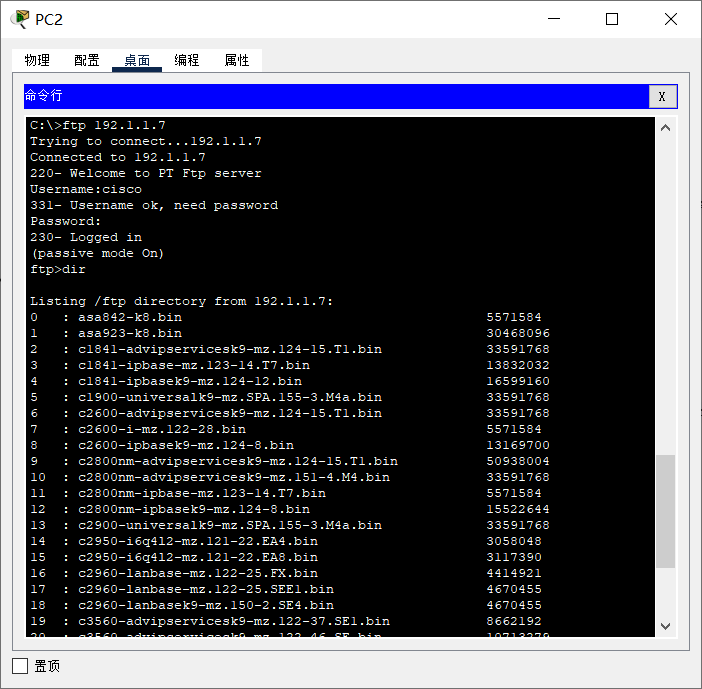 PC2
物理 配置 桌面 编程 属性
命令行 X
C:\>ftp 192.1.1.7
Trying to connect...192.1.1.7
Connected to 192.1.1.7
220- Welcome to PT Ftp server
Username:cisco
331- Username ok, need password
Password:
230- Logged in
(passive mode On)
ftp>dir
Listing /ftp directory from 192.1.1.7:
0 : asa842-k8.bin 5571584
1 : asa923-k8.bin 30468096
2 : c1841-advipservicesk9-mz.124-15.T1.bin 33591768
3 : c1841-ipbase-mz.123-14.T7.bin 13832032
4 : c1841-ipbasek9-mz.124-12.bin 16599160
5 : c1900-universalk9-mz.SPA.155-3.M4a.bin 33591768
6 : c2600-advipservicesk9-mz.124-15.T1.bin 33591768
7 : c2600-i-mz.122-28.bin 5571584
8 : c2600-ipbasek9-mz.124-8.bin 13169700
9 : c2800nm-advipservicesk9-mz.124-15.T1.bin 50938004
10 : c2800nm-advipservicesk9-mz.151-4.M4.bin 33591768
11 : c2800nm-ipbase-mz.123-14.T7.bin 5571584
12 : c2800nm-ipbasek9-mz.124-8.bin 15522644
13 : c2900-universalk9-mz.SPA.155-3.M4a.bin 33591768
14 : c2950-i6q4l2-mz.121-22.EA4.bin 3058048
15 : c2950-i6q4l2-mz.121-22.EA8.bin 3117390
16 : c2960-lanbase-mz.122-25.FX.bin 4414921
17 : c2960-lanbase-mz.122-25.SEE1.bin 4670455
18 : c2960-lanbasek9-mz.150-2.SE4.bin 4670455
19 : c3560-advipservicesk9-mz.122-37.SE1.bin 8662192
20 : c3560-advipservicesk9-mz.122-46.SE.bin 10713279
置顶